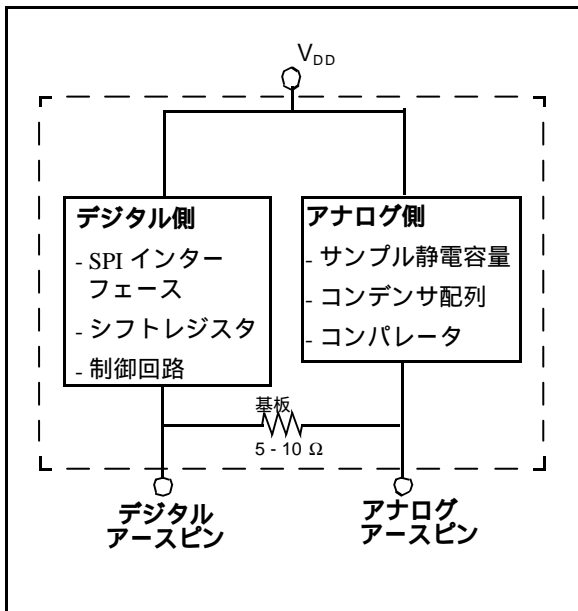 VDD
デジタル側
- SPI インター
フェース
- シフトレジスタ
- 制御回路
アナログ側
- サンプル静電容量
- コンデンサ配列
- コンパレータ
基板
5 - 10 Ω
デジタル
アースピン
アナログ
アースピン